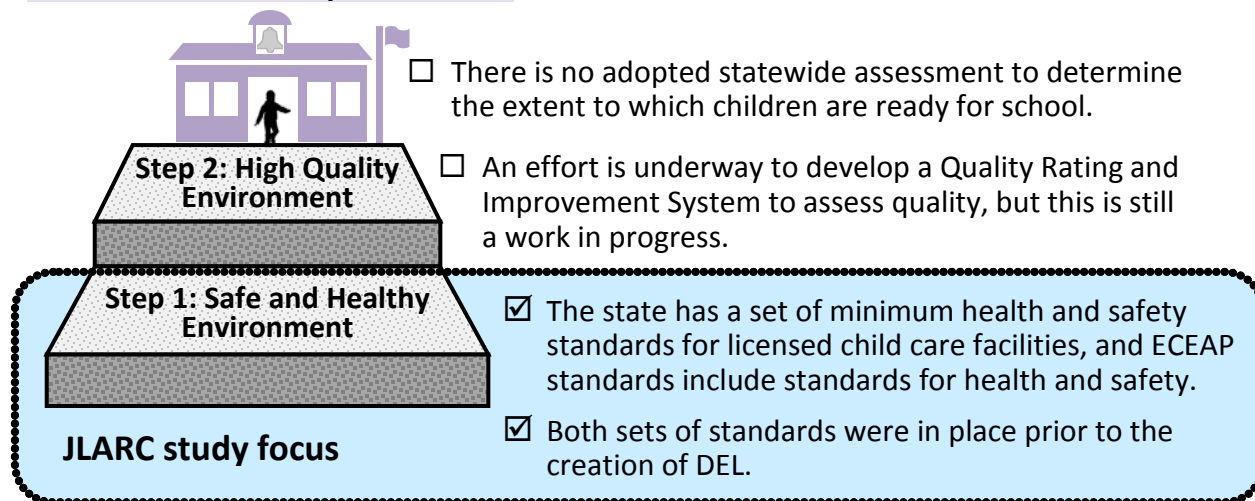 ☐ There is no adopted statewide assessment to determine
the extent to which children are ready for school.
Step 2: High Quality
Environment
☐ An effort is underway to develop a Quality Rating and
Improvement System to assess quality, but this is still
a work in progress.
Step 1: Safe and Healthy
Environment
☑ The state has a set of minimum health and safety
standards for licensed child care facilities, and ECEAP
standards include standards for health and safety.
☑ Both sets of standards were in place prior to the
creation of DEL.
JLARC study focus